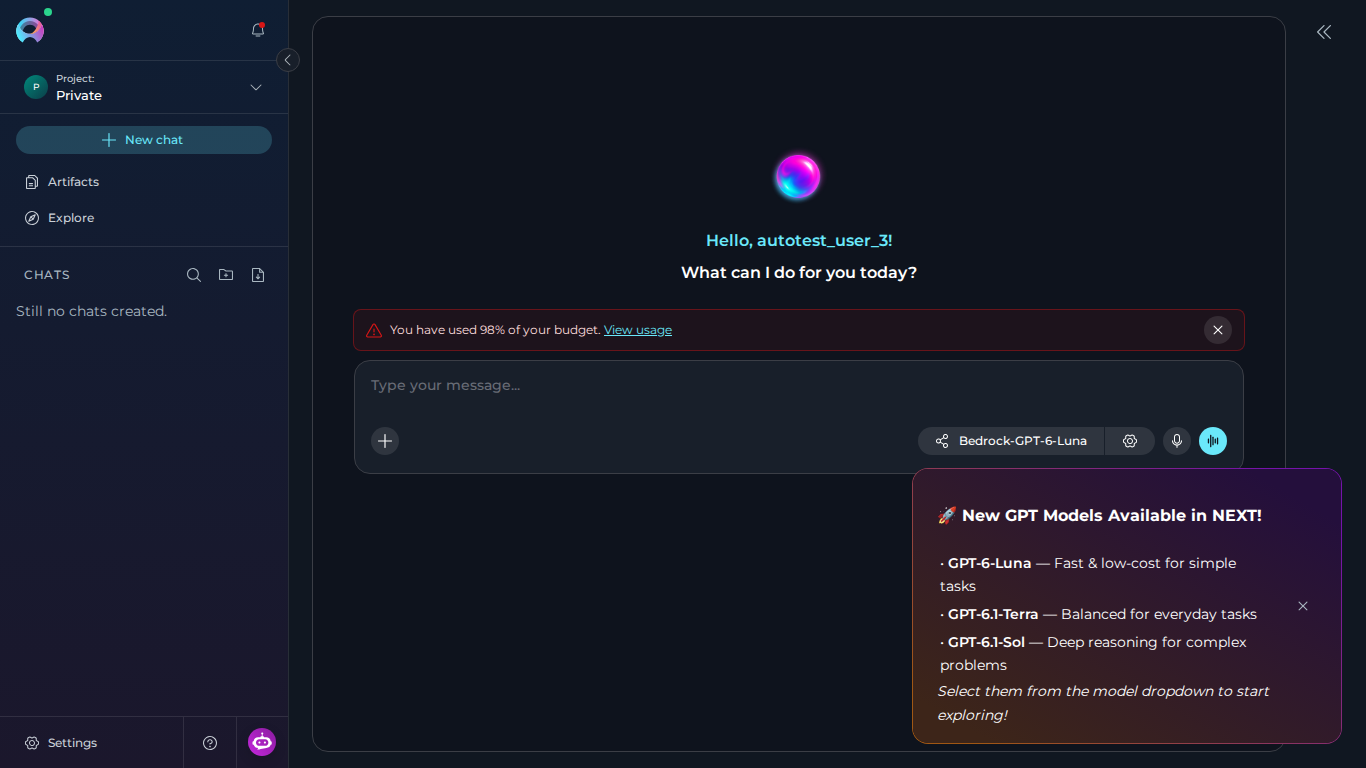 Project:
P
Private
New chat
Artifacts
Explore
CHATS
Still no chats created.
Settings
Hello, autotest_user_3!
What can I do for you today?
You have used 98% of your budget. View usage
Type your message...
Bedrock-GPT-6-Luna
🚀 New GPT Models Available in NEXT!
· GPT-6-Luna — Fast & low-cost for simple
tasks
· GPT-6.1-Terra — Balanced for everyday tasks
· GPT-6.1-Sol — Deep reasoning for complex
problems
Select them from the model dropdown to start
exploring!